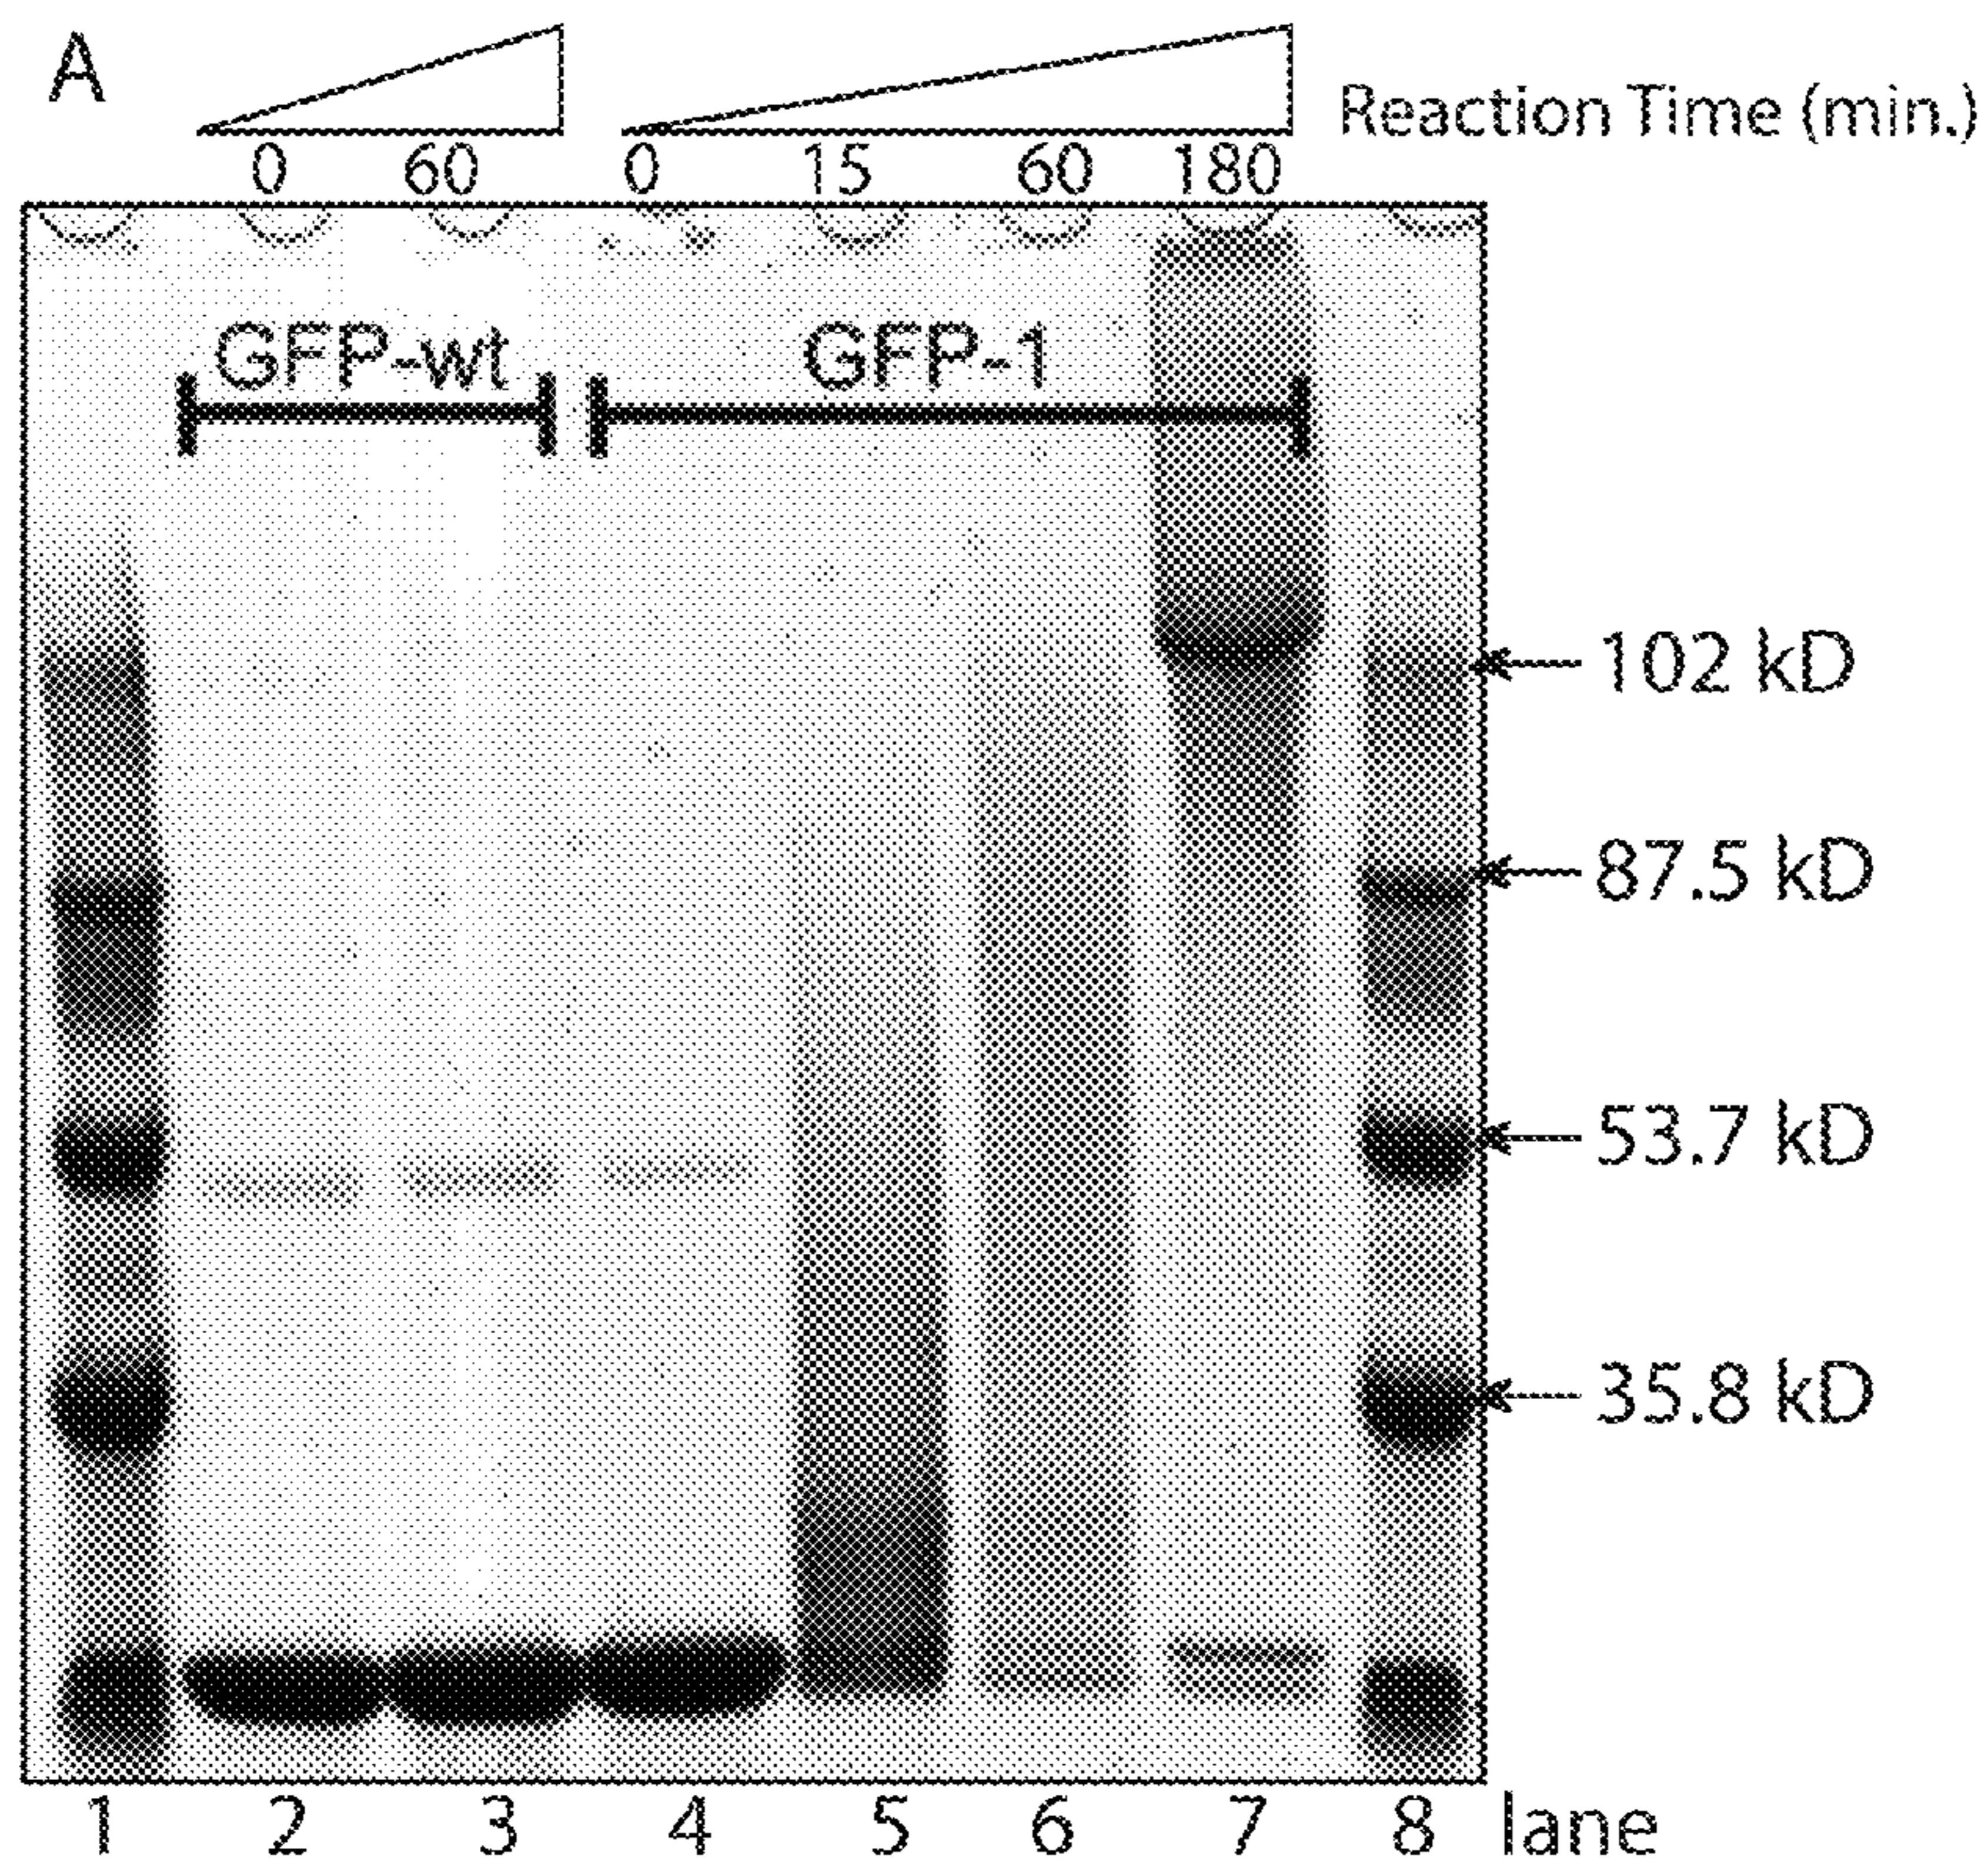 A
Reaction Time (min.)
0 60 0 15 60 180
GFP-wt GFP-1
102 kD
87.5 kD
53.7 kD
35.8 kD
1 2 3 4 5 6 7 8 lane